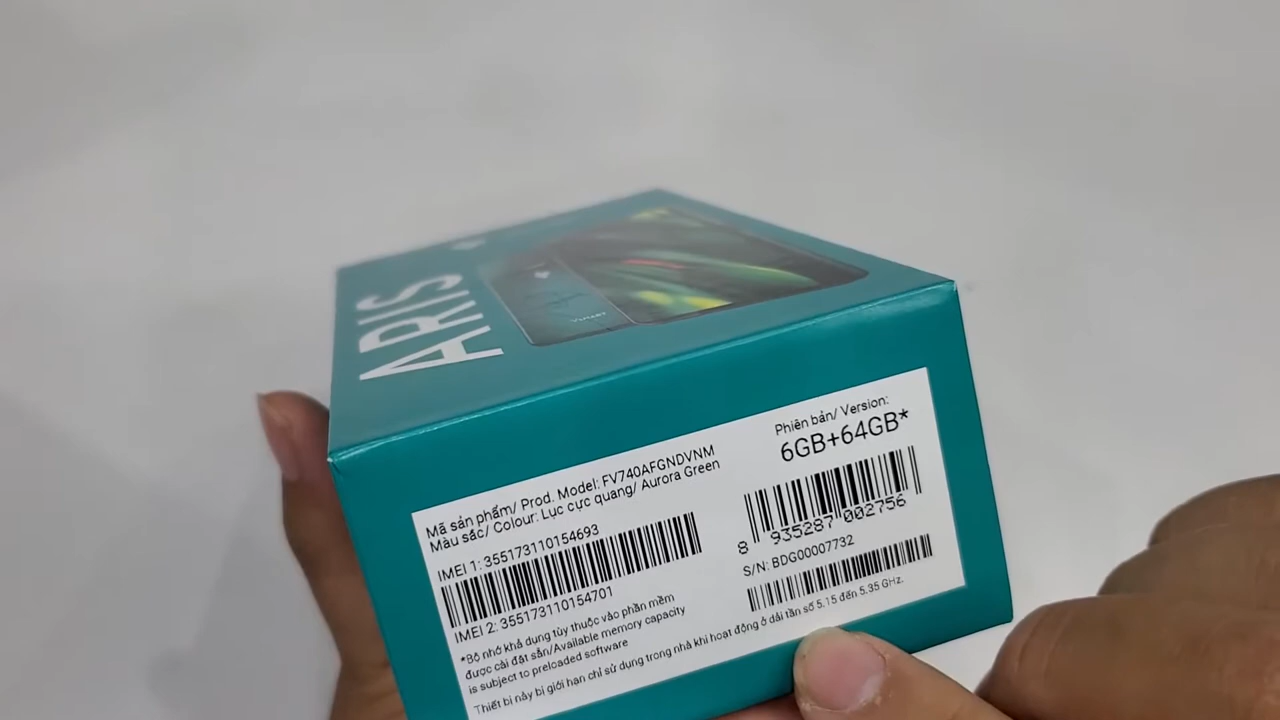 ARIS
VSMART
Mã sản phẩm/ Prod. Model: FV740AFGNDVNM
Màu sắc/ Colour: Lục cực quang/ Aurora Green
IMEI 1: 355173110154693
IMEI 2: 355173110154701
*Bộ nhớ khả dụng tùy thuộc vào phần mềm
được cài đặt sẵn/Available memory capacity
is subject to preloaded software
Phiên bản/ Version:
6GB+64GB*
8 935287 002756
S/N: BDG00007732
Thiết bị này bị giới hạn chỉ sử dụng trong nhà khi hoạt động ở dải tần số 5.15 đến 5.35 GHz.